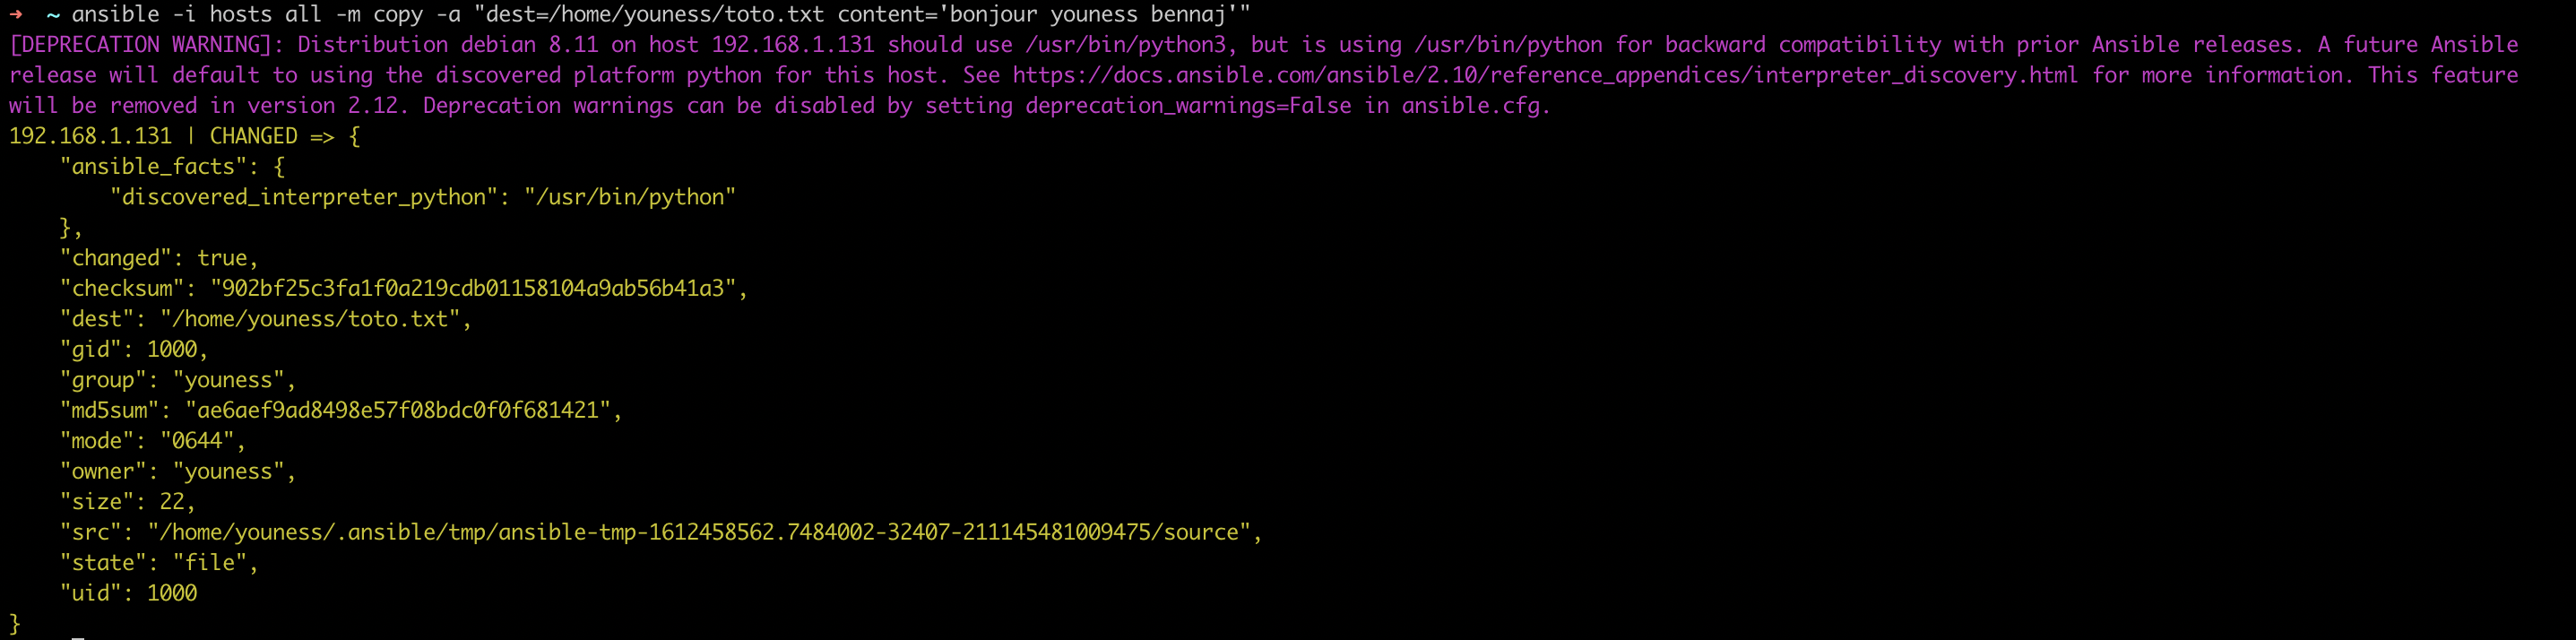 ➜  ~ ansible -i hosts all -m copy -a "dest=/home/youness/toto.txt content='bonjour youness bennaj'"
[DEPRECATION WARNING]: Distribution debian 8.11 on host 192.168.1.131 should use /usr/bin/python3, but is using /usr/bin/python for backward compatibility with prior Ansible releases. A future Ansible
release will default to using the discovered platform python for this host. See https://docs.ansible.com/ansible/2.10/reference_appendices/interpreter_discovery.html for more information. This feature
will be removed in version 2.12. Deprecation warnings can be disabled by setting deprecation_warnings=False in ansible.cfg.
192.168.1.131 | CHANGED => {
    "ansible_facts": {
        "discovered_interpreter_python": "/usr/bin/python"
    },
    "changed": true,
    "checksum": "902bf25c3fa1f0a219cdb01158104a9ab56b41a3",
    "dest": "/home/youness/toto.txt",
    "gid": 1000,
    "group": "youness",
    "md5sum": "ae6aef9ad8498e57f08bdc0f0f681421",
    "mode": "0644",
    "owner": "youness",
    "size": 22,
    "src": "/home/youness/.ansible/tmp/ansible-tmp-1612458562.7484002-32407-211145481009475/source",
    "state": "file",
    "uid": 1000
}